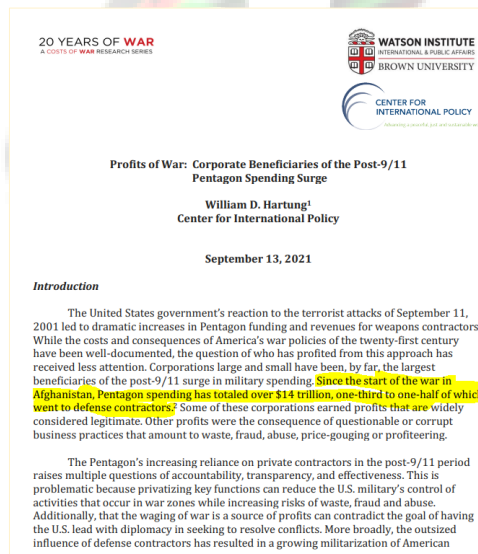 20 YEARS OF WAR
A COSTS OF WAR RESEARCH SERIES
WATSON INSTITUTE
INTERNATIONAL & PUBLIC AFFAIRS
BROWN UNIVERSITY
CENTER FOR
INTERNATIONAL POLICY
Profits of War: Corporate Beneficiaries of the Post-9/11
Pentagon Spending Surge
William D. Hartung¹
Center for International Policy
September 13, 2021
Introduction
The United States government's reaction to the terrorist attacks of September 11,
2001 led to dramatic increases in Pentagon funding and revenues for weapons contractors
While the costs and consequences of America's war policies of the twenty-first century
have been well-documented, the question of who has profited from this approach has
received less attention. Corporations large and small have been, by far, the largest
beneficiaries of the post-9/11 surge in military spending. Since the start of the war in
Afghanistan, Pentagon spending has totaled over $14 trillion, one-third to one-half of which
went to defense contractors.² Some of these corporations earned profits that are widely
considered legitimate. Other profits were the consequence of questionable or corrupt
business practices that amount to waste, fraud, abuse, price-gouging or profiteering.
The Pentagon's increasing reliance on private contractors in the post-9/11 period
raises multiple questions of accountability, transparency, and effectiveness. This is
problematic because privatizing key functions can reduce the U.S. military's control of
activities that occur in war zones while increasing risks of waste, fraud and abuse.
Additionally, that the waging of war is a source of profits can contradict the goal of having
the U.S. lead with diplomacy in seeking to resolve conflicts. More broadly, the outsized
influence of defense contractors has resulted in a growing militarization of American